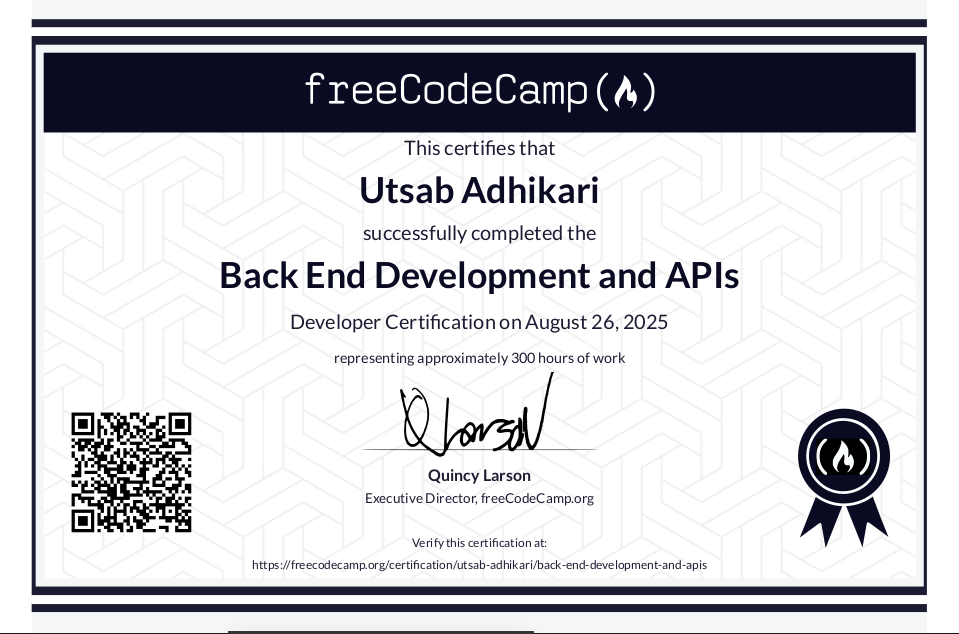 freeCodeCamp
This certifies that
Utsab Adhikari
successfully completed the
Back End Development and APIs
Developer Certification on August 26, 2025
representing approximately 300 hours of work
Q Larson
Quincy Larson
Executive Director, freeCodeCamp.org
Verify this certification at:
https://freecodecamp.org/certification/utsab-adhikari/back-end-development-and-apis